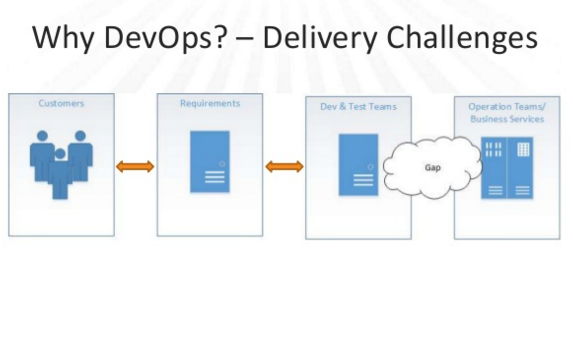 Why DevOps? – Delivery Challenges
Customers
Requirements
Dev & Test Teams
Operation Teams/
Business Services
Gap